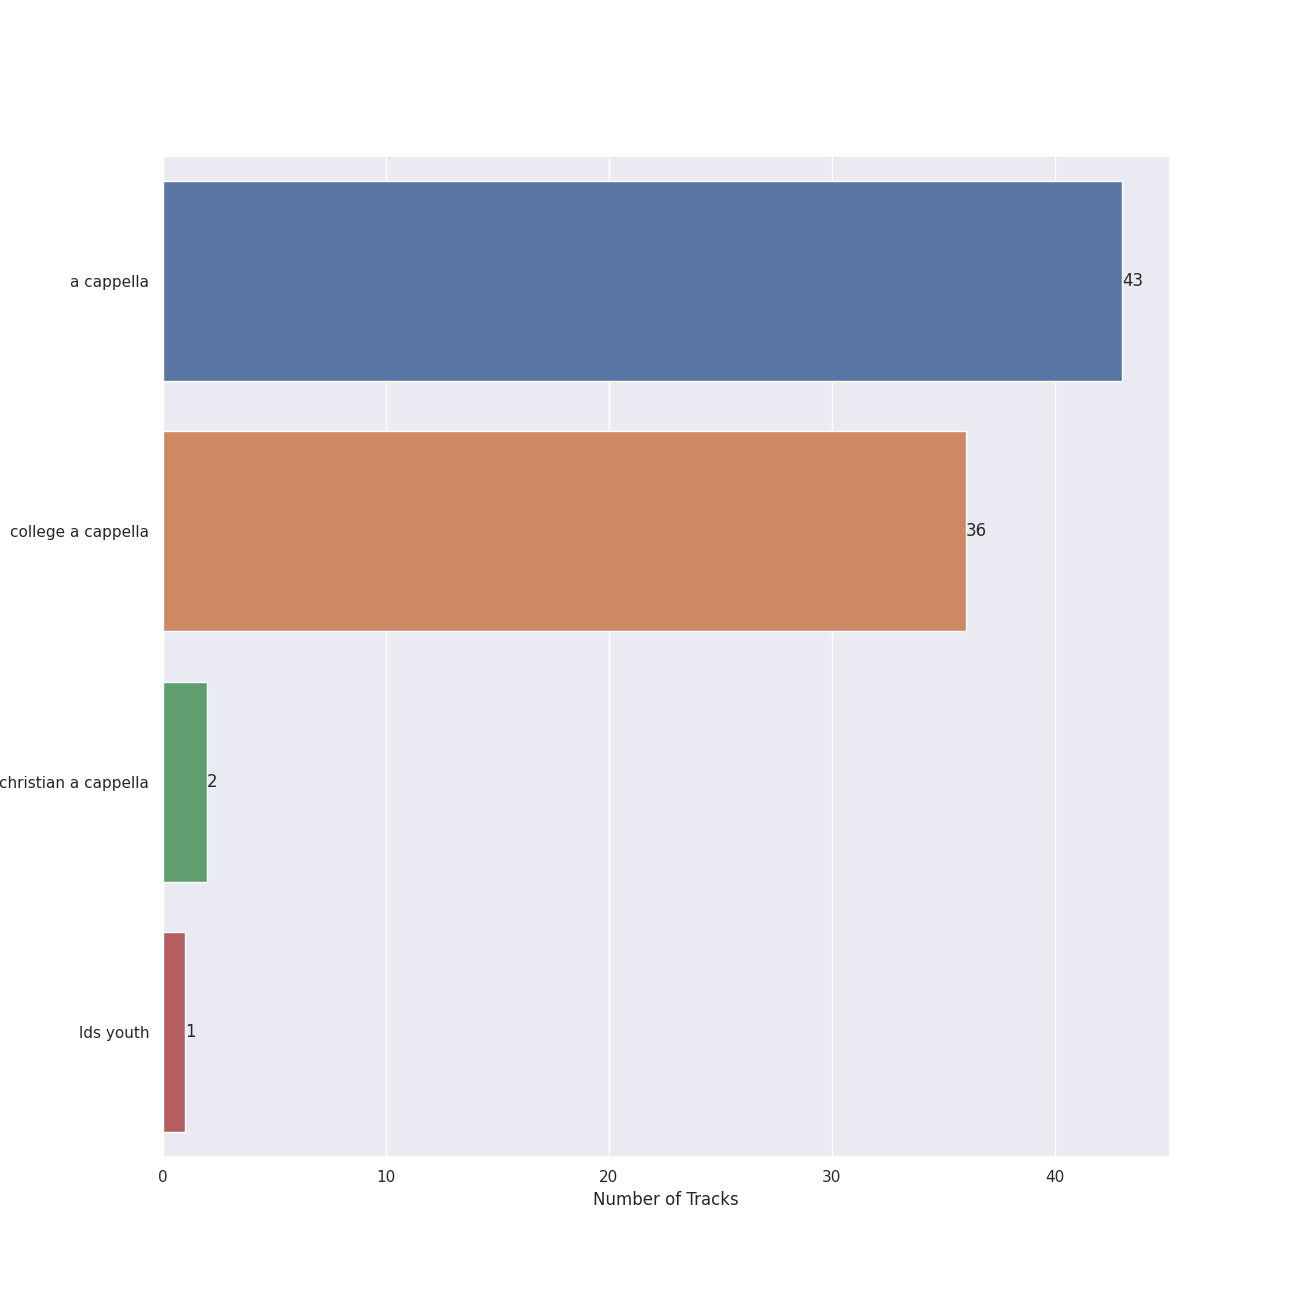 a cappella
43
college a cappella
36
christian a cappella
2
lds youth
1
0 10 20 30 40
Number of Tracks